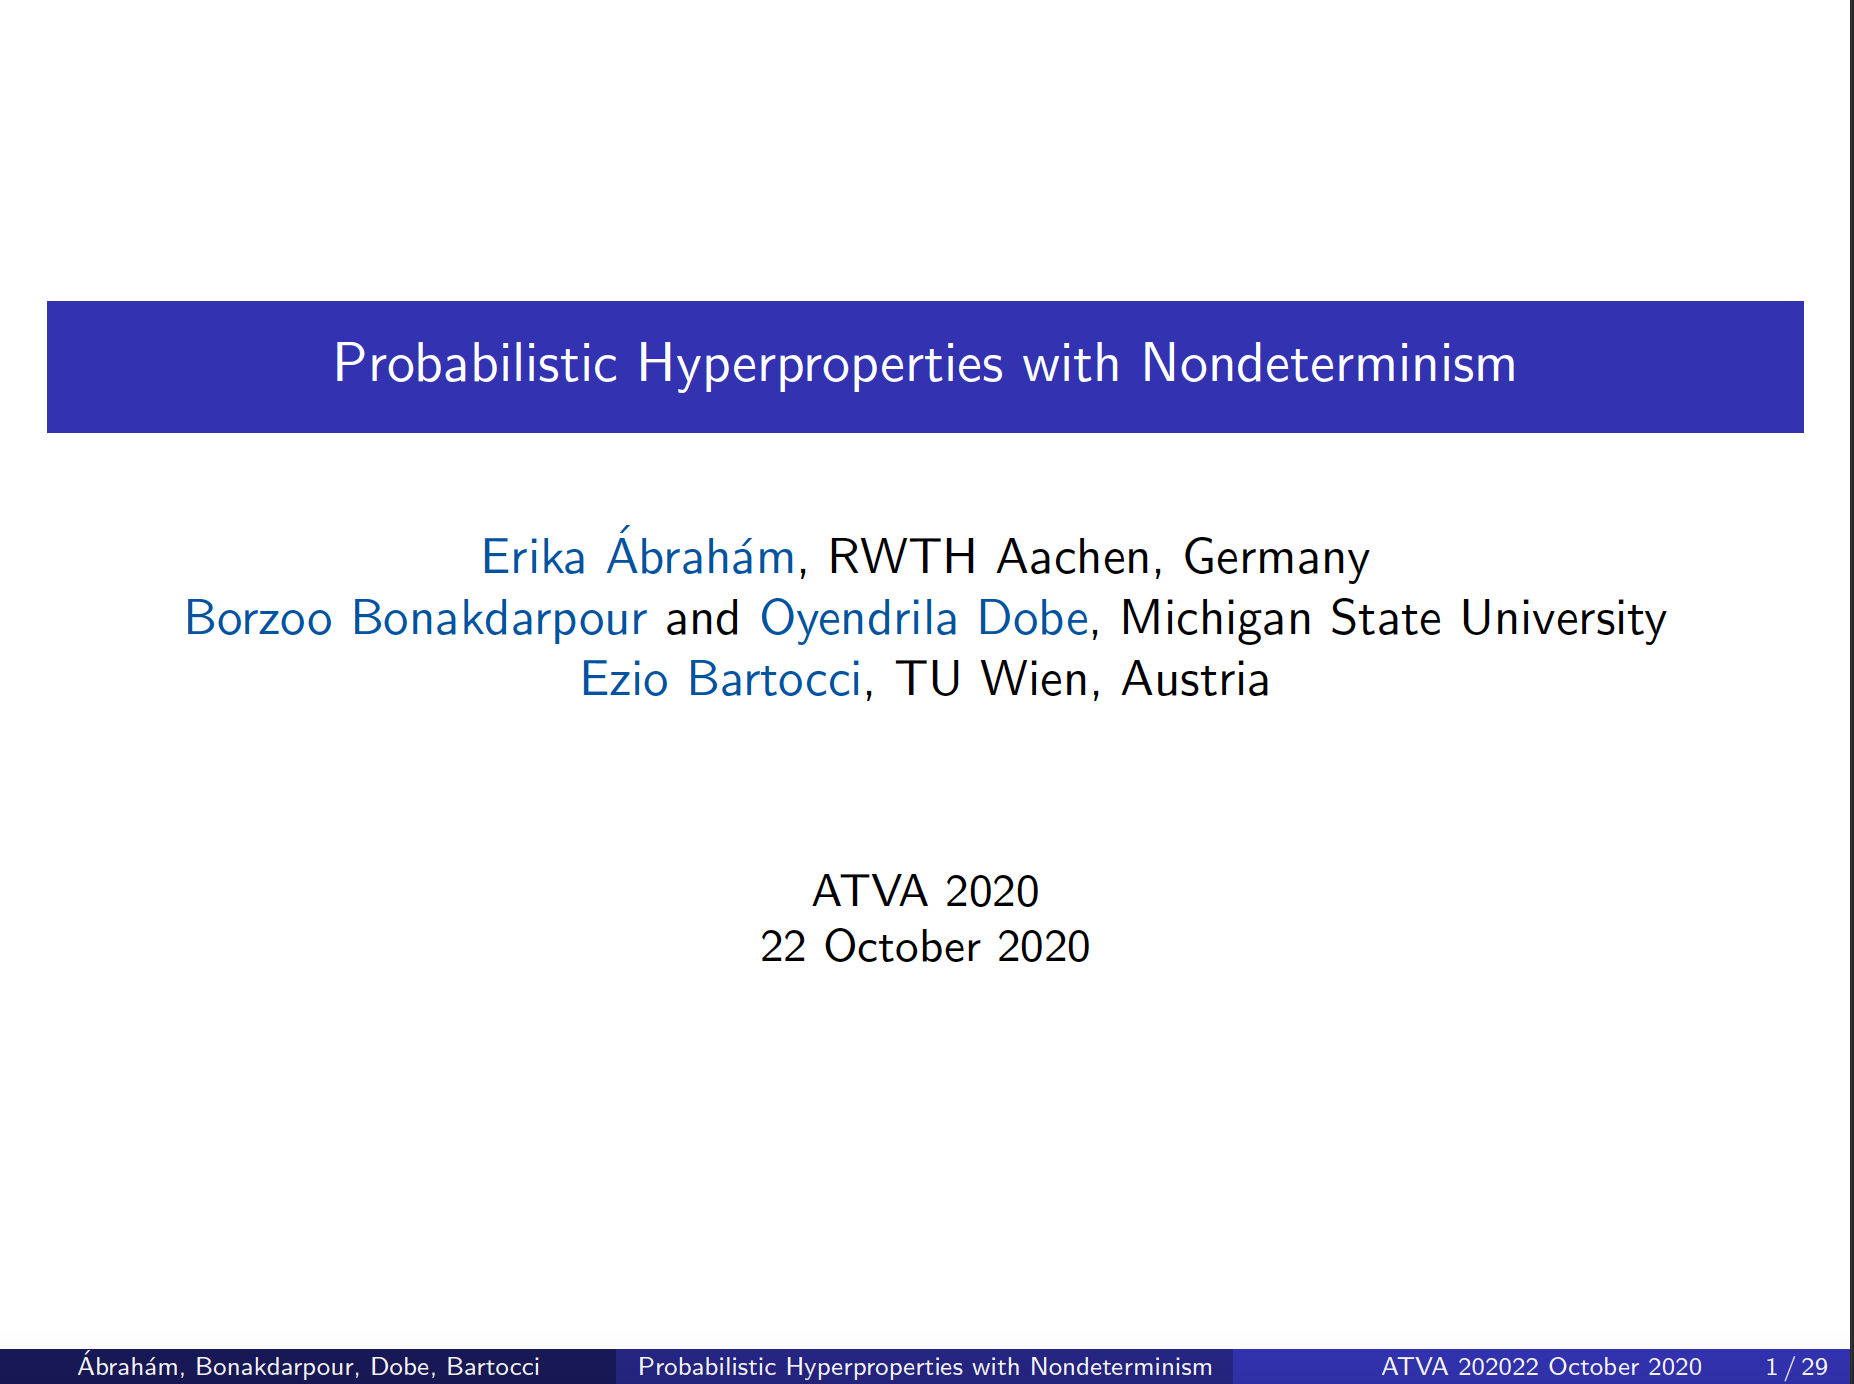 Probabilistic Hyperproperties with Nondeterminism
Erika Ábrahám, RWTH Aachen, Germany
Borzoo Bonakdarpour and Oyendrila Dobe, Michigan State University
Ezio Bartocci, TU Wien, Austria
ATVA 2020
22 October 2020
Ábrahám, Bonakdarpour, Dobe, Bartocci Probabilistic Hyperproperties with Nondeterminism ATVA 202022 October 2020 1 / 29